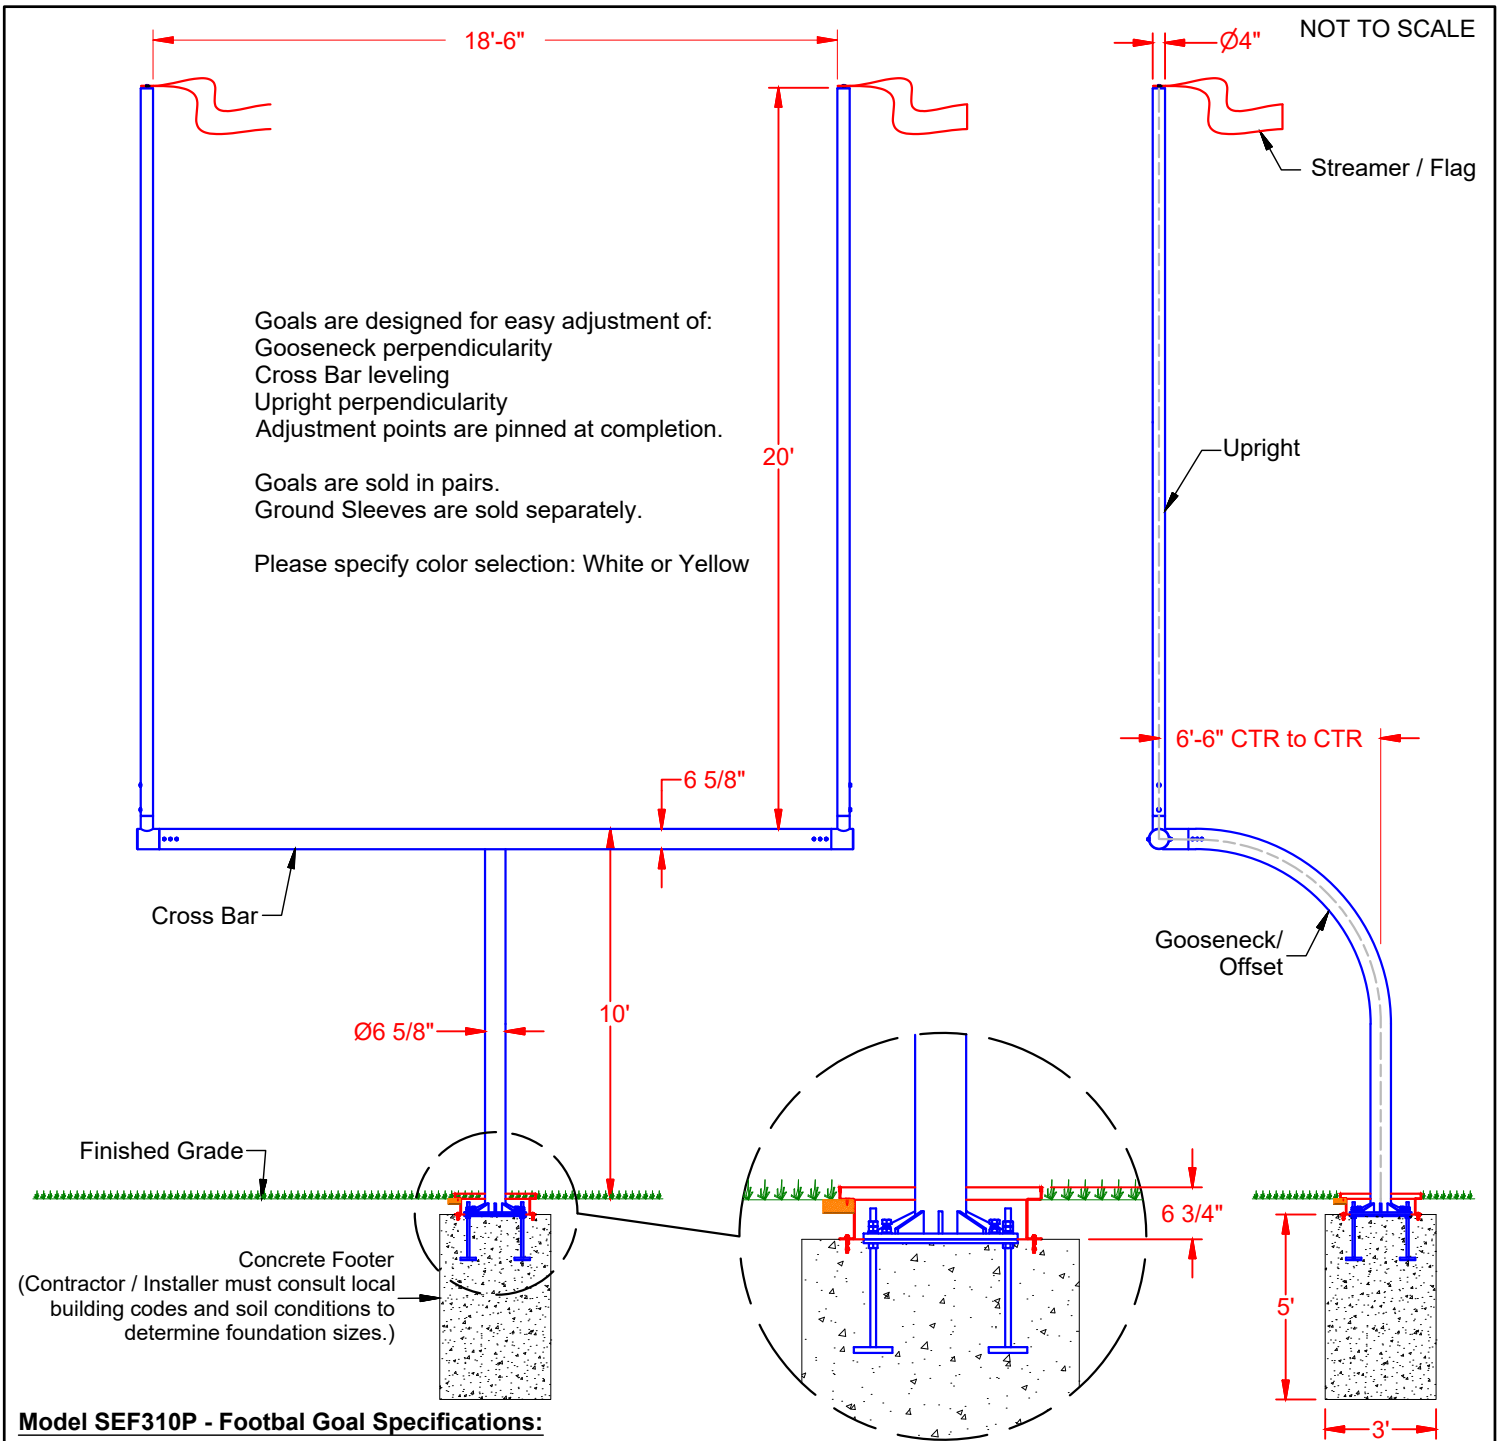 NOT TO SCALE
18'-6"
Ø4"
Streamer / Flag
Goals are designed for easy adjustment of:
Gooseneck perpendicularity
Cross Bar leveling
Upright perpendicularity
Adjustment points are pinned at completion.
Goals are sold in pairs.
Ground Sleeves are sold separately.
Please specify color selection: White or Yellow
20'
Upright
6'-6" CTR to CTR
6 5/8"
Cross Bar
Gooseneck/
Offset
Ø6 5/8"
10'
Finished Grade
6 3/4"
Concrete Footer
(Contractor / Installer must consult local
building codes and soil conditions to
determine foundation sizes.)
5'
3'
Model SEF310P - Footbal Goal Specifications: